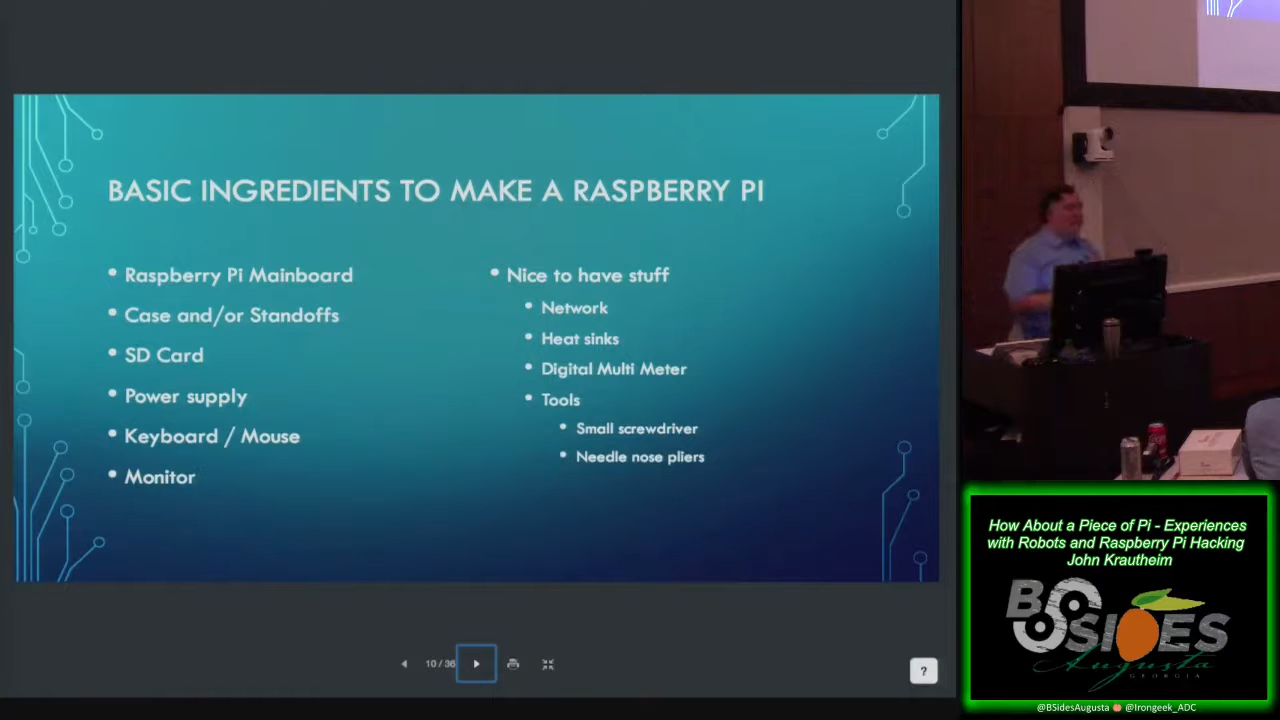 BASIC INGREDIENTS TO MAKE A RASPBERRY PI
• Raspberry Pi Mainboard
• Case and/or Standoffs
• SD Card
• Power supply
• Keyboard / Mouse
• Monitor
• Nice to have stuff
• Network
• Heat sinks
• Digital Multi Meter
• Tools
• Small screwdriver
• Needle nose pliers
10 / 36
?
How About a Piece of Pi - Experiences
with Robots and Raspberry Pi Hacking
John Krautheim
BSIDES
Augusta
GEORGIA
@BSidesAugusta @Irongeek_ADC